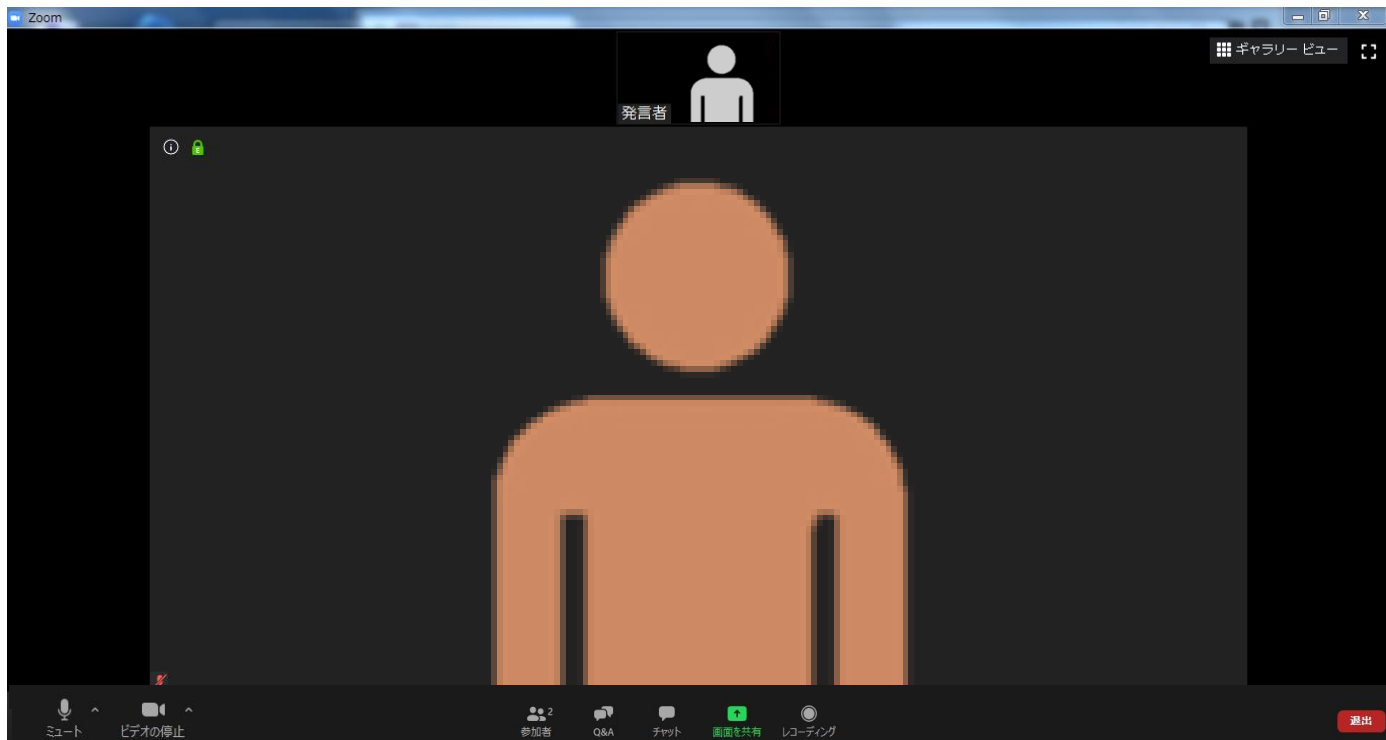 Zoom
ギャラリー ビュー
発言者
ミュート
ビデオの停止
2
参加者
Q&A
チャット
画面を共有
レコーディング
退出